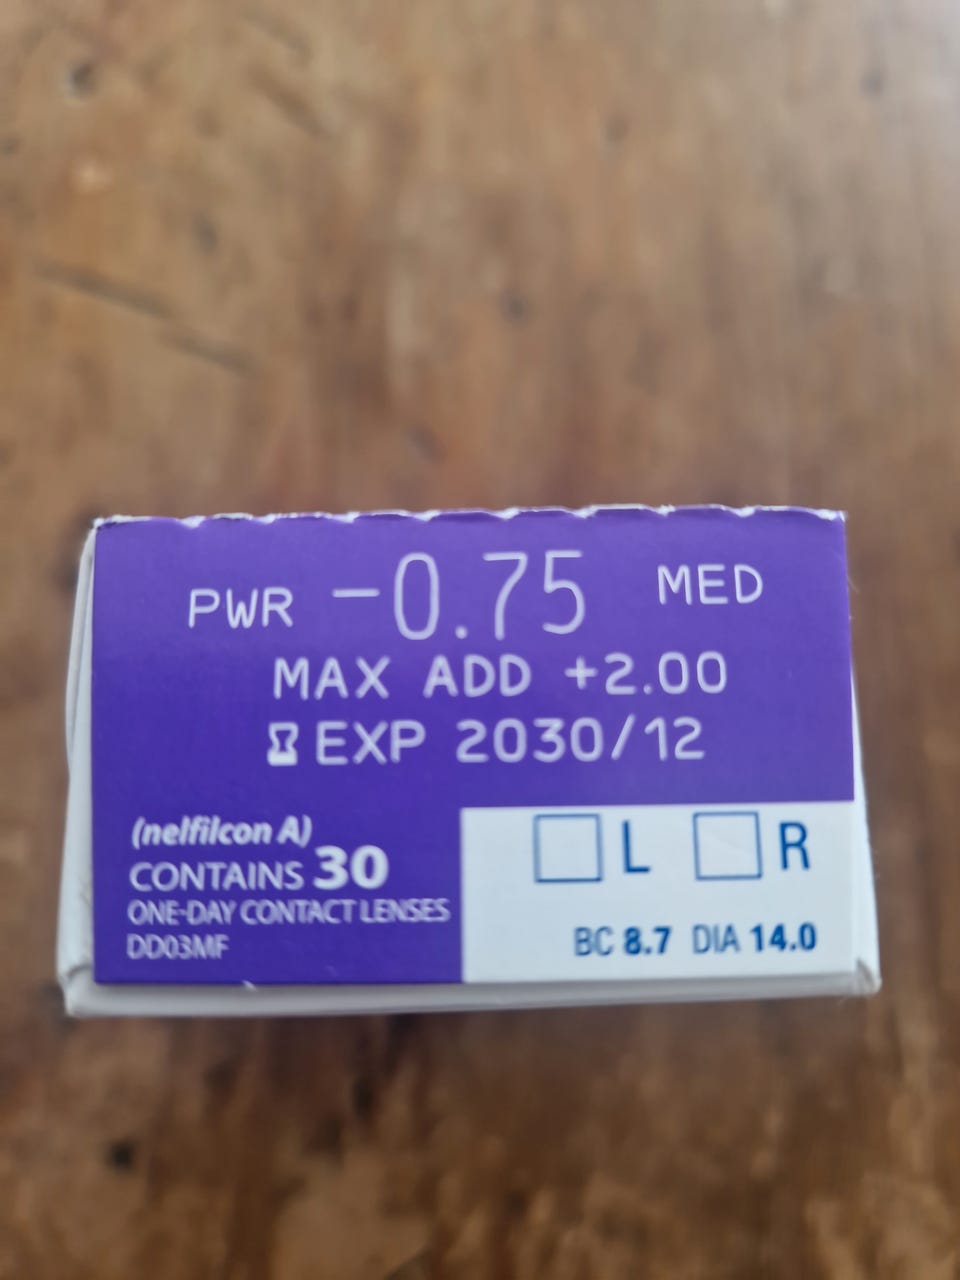 PWR -0.75 MED
MAX ADD +2.00
EXP 2030/12
(nelfilcon A)
CONTAINS 30
ONE-DAY CONTACT LENSES
DD03MF
L R
BC 8.7 DIA 14.0